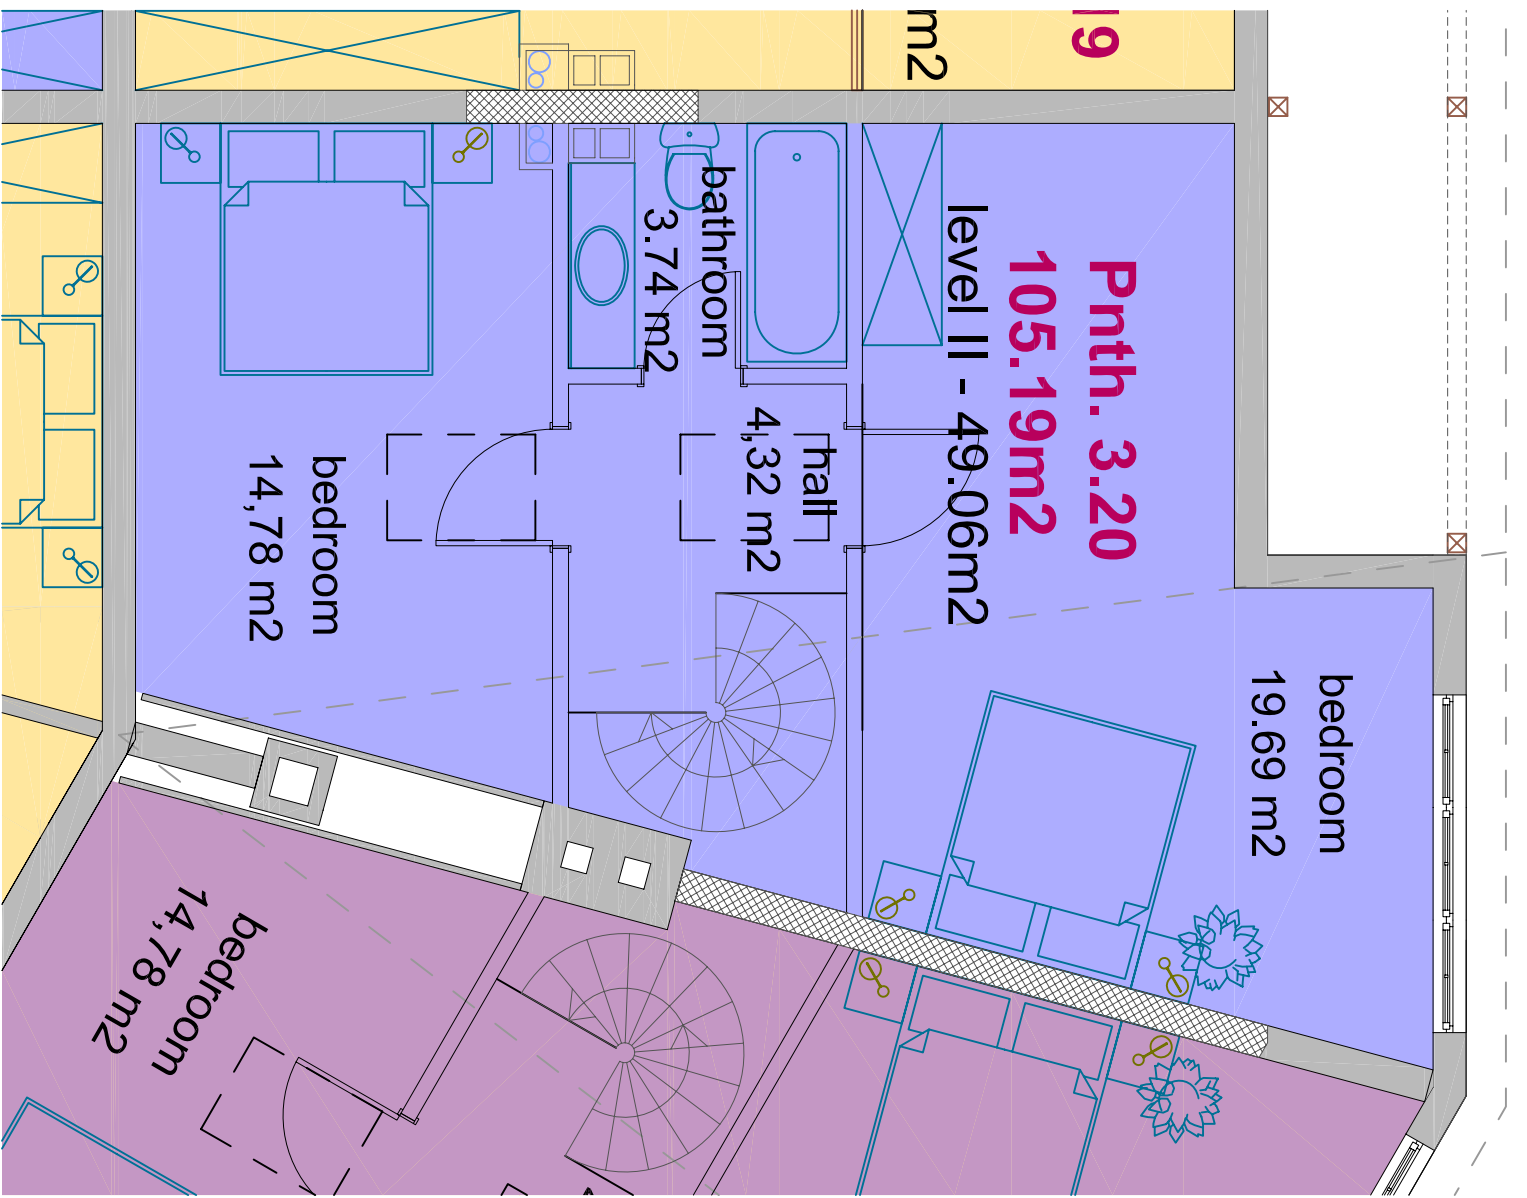 19
m2
Pnth. 3.20
105.19m2
level II - 49.06m2
bathroom
3.74 m2
hall
4,32 m2
bedroom
14,78 m2
bedroom
19.69 m2
bedroom
14,78 m2